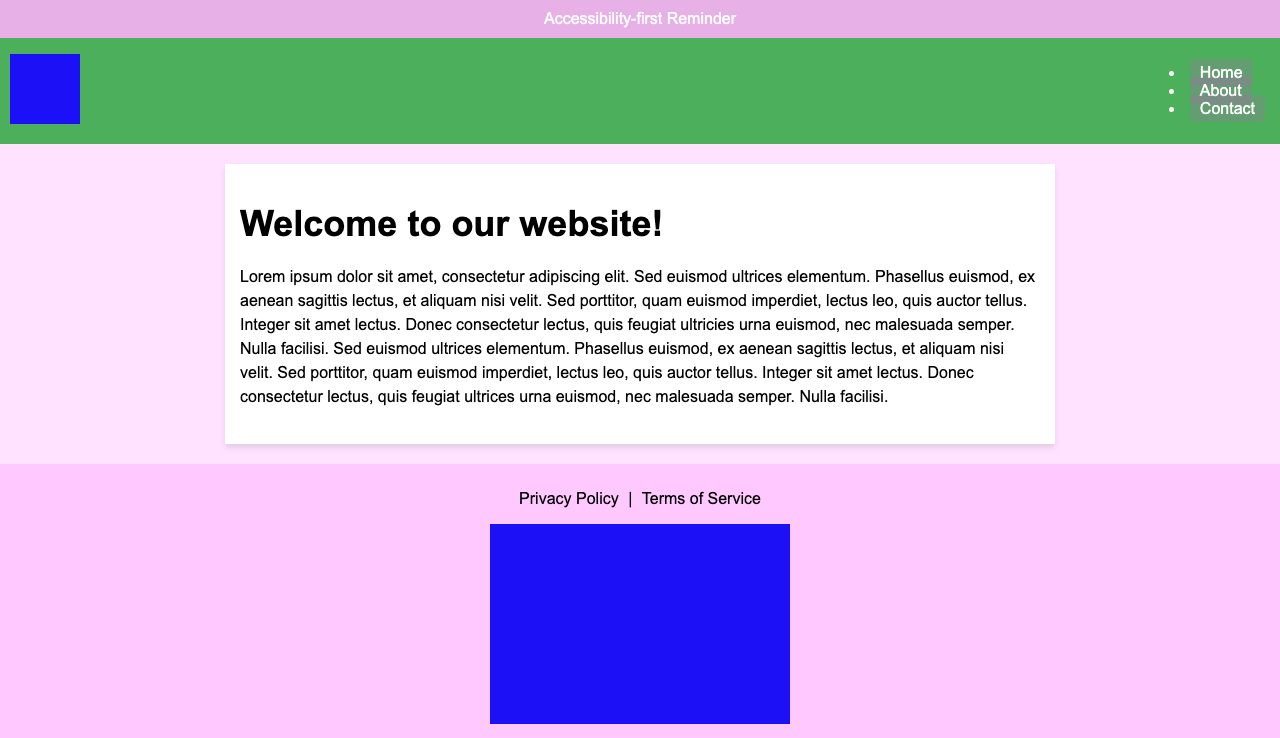 Accessibility-first Reminder
Home
About
Contact
Welcome to our website!
Lorem ipsum dolor sit amet, consectetur adipiscing elit. Sed euismod ultrices elementum. Phasellus euismod, ex
aenean sagittis lectus, et aliquam nisi velit. Sed porttitor, quam euismod imperdiet, lectus leo, quis auctor tellus.
Integer sit amet lectus. Donec consectetur lectus, quis feugiat ultricies urna euismod, nec malesuada semper.
Nulla facilisi. Sed euismod ultrices elementum. Phasellus euismod, ex aenean sagittis lectus, et aliquam nisi
velit. Sed porttitor, quam euismod imperdiet, lectus leo, quis auctor tellus. Integer sit amet lectus. Donec
consectetur lectus, quis feugiat ultrices urna euismod, nec malesuada semper. Nulla facilisi.
Privacy Policy | Terms of Service